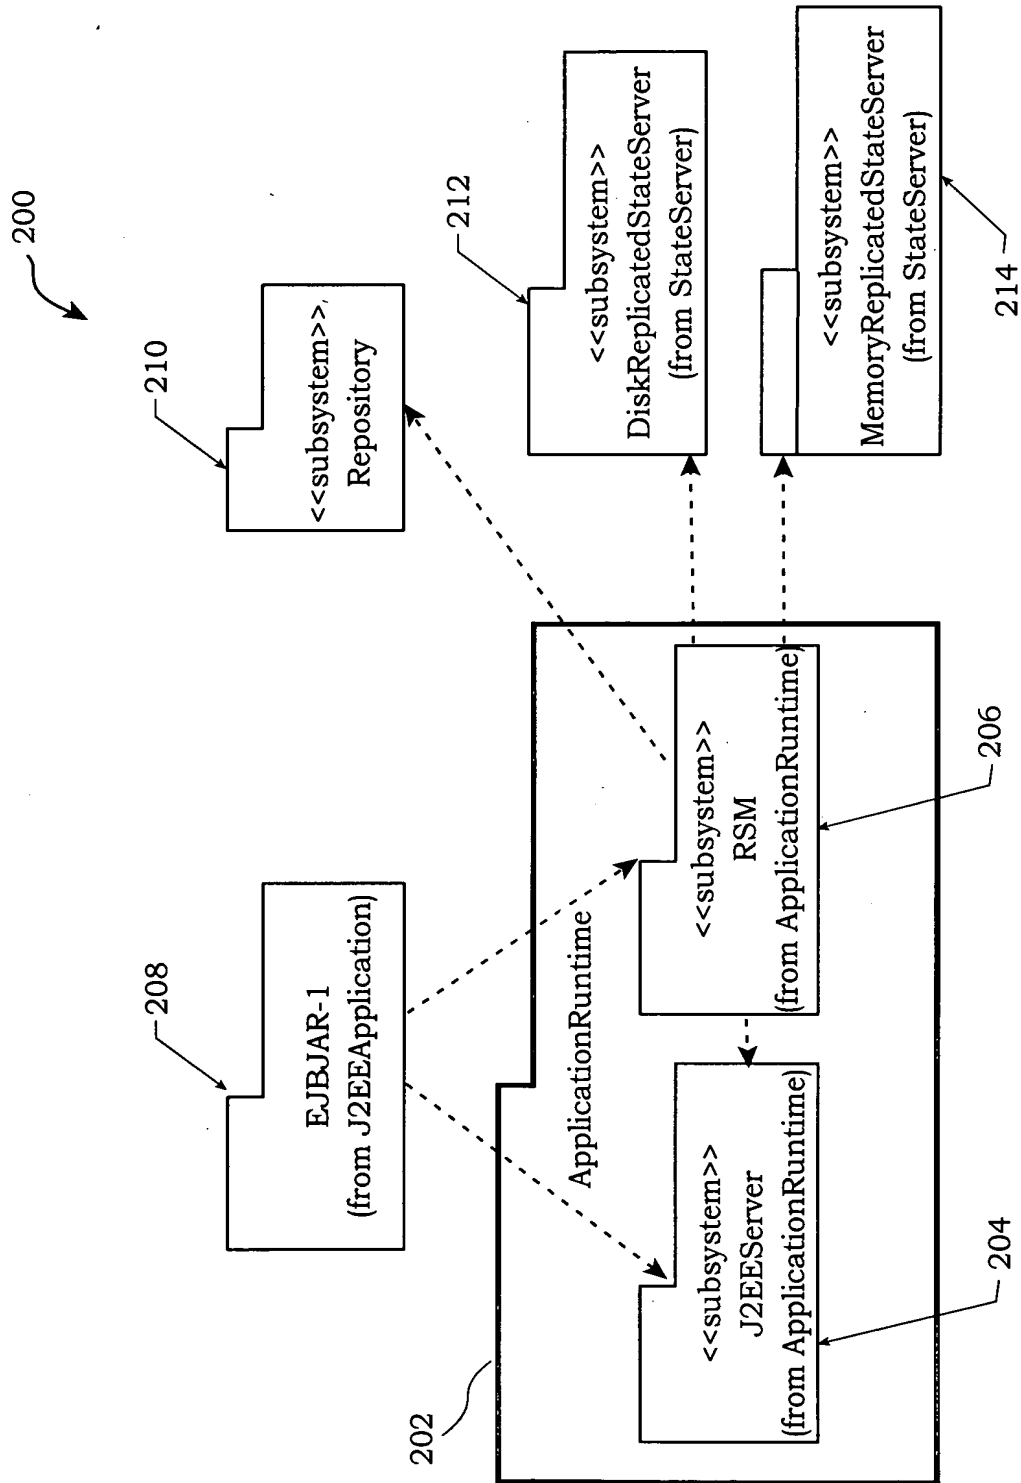 200
208
EJBJAR-1
(from J2EEApplication)
210
<<subsystem>>
Repository
202
ApplicationRuntime
<<subsystem>>
J2EEServer
(from ApplicationRuntime)
204
<<subsystem>>
RSM
(from ApplicationRuntime)
206
212
<<subsystem>>
DiskReplicatedStateServer
(from StateServer)
<<subsystem>>
MemoryReplicatedStateServer
(from StateServer)
214